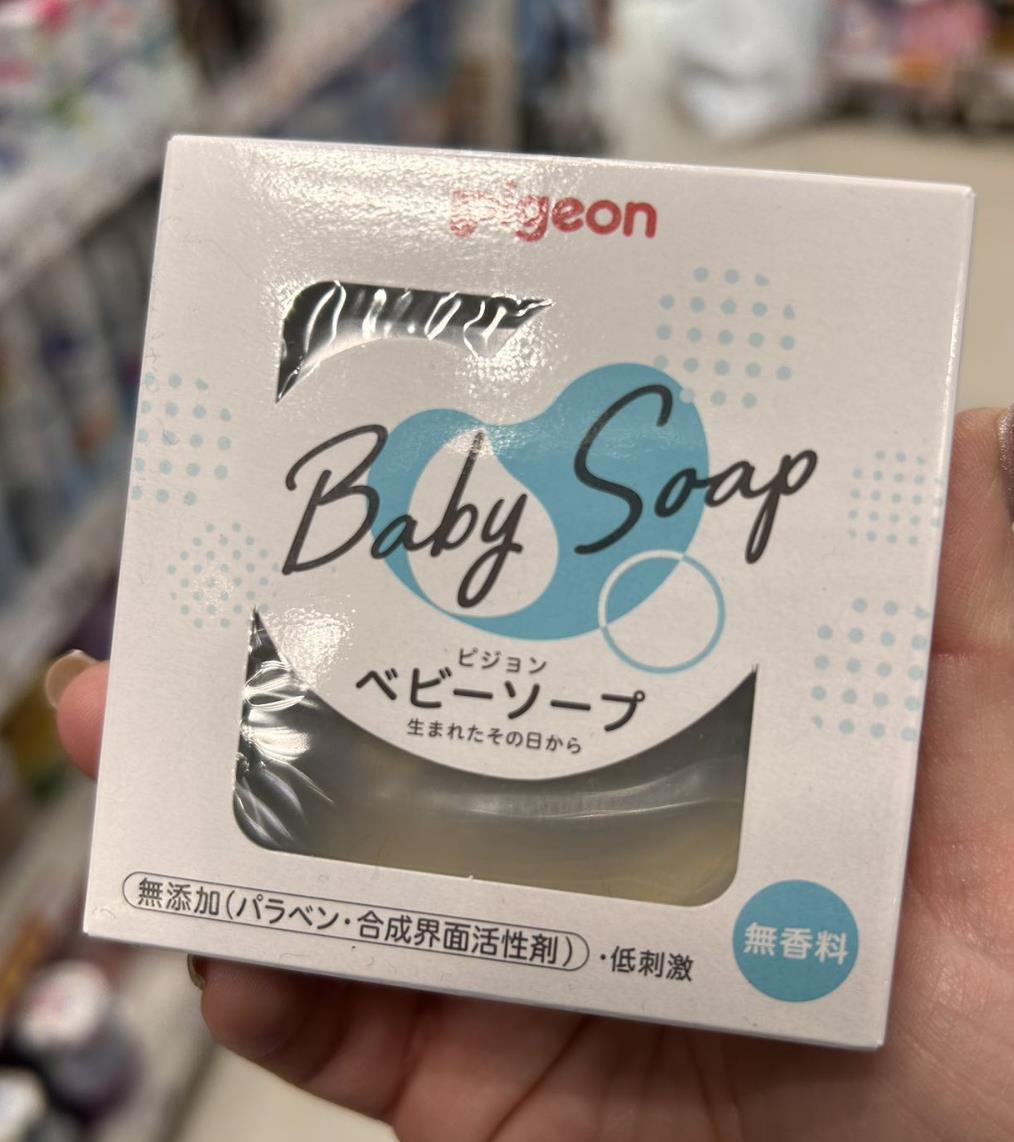 pigeon
Baby Soap
ピジョン
ベビーソープ
生まれたその日から
無添加(パラベン・合成界面活性剤)・低刺激
無香料